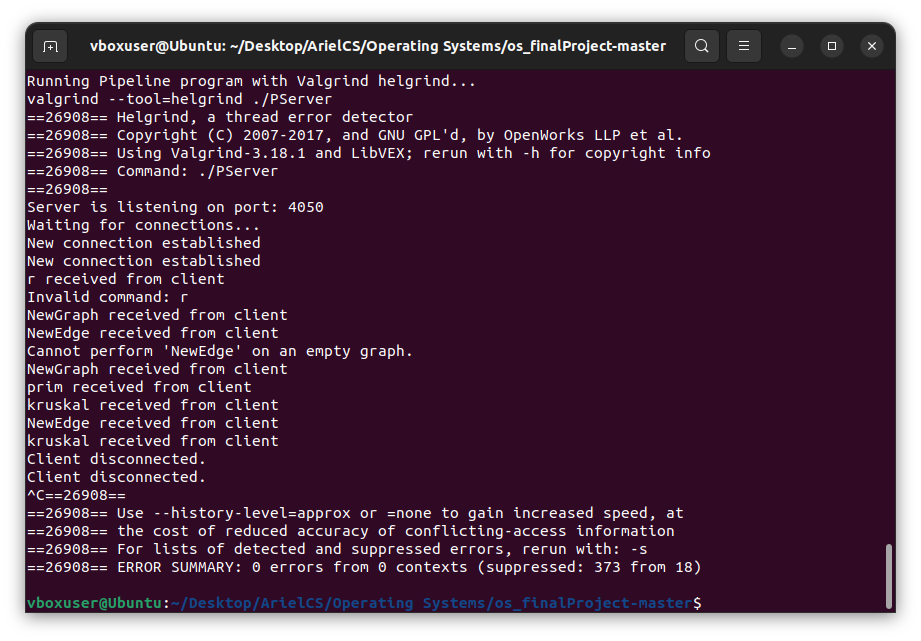 vboxuser@Ubuntu: ~/Desktop/ArielCS/Operating Systems/os_finalProject-master
Running Pipeline program with Valgrind helgrind...
valgrind --tool=helgrind ./PServer
==26908== Helgrind, a thread error detector
==26908== Copyright (C) 2007-2017, and GNU GPL'd, by OpenWorks LLP et al.
==26908== Using Valgrind-3.18.1 and LibVEX; rerun with -h for copyright info
==26908== Command: ./PServer
==26908==
Server is listening on port: 4050
Waiting for connections...
New connection established
New connection established
r received from client
Invalid command: r
NewGraph received from client
NewEdge received from client
Cannot perform 'NewEdge' on an empty graph.
NewGraph received from client
prim received from client
kruskal received from client
NewEdge received from client
kruskal received from client
Client disconnected.
Client disconnected.
^C==26908==
==26908== Use --history-level=approx or =none to gain increased speed, at
==26908== the cost of reduced accuracy of conflicting-access information
==26908== For lists of detected and suppressed errors, rerun with: -s
==26908== ERROR SUMMARY: 0 errors from 0 contexts (suppressed: 373 from 18)
vboxuser@Ubuntu:~/Desktop/ArielCS/Operating Systems/os_finalProject-master$